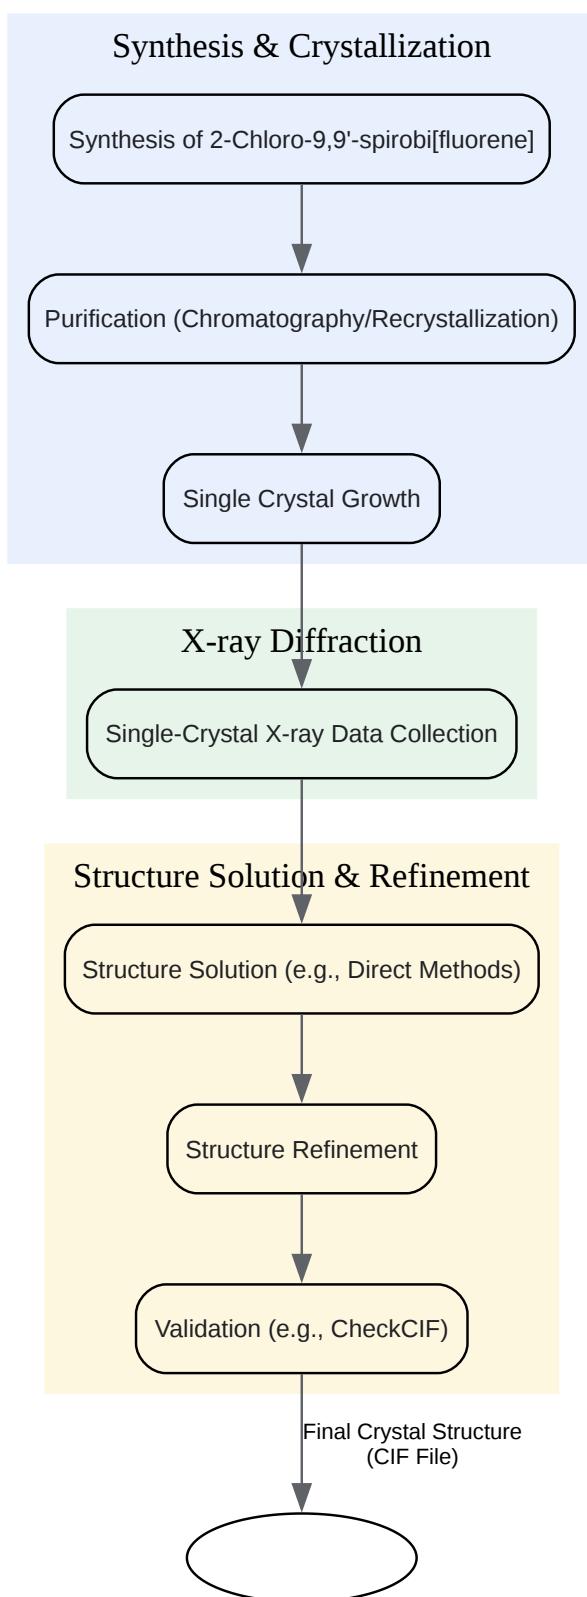 Synthesis & Crystallization
Synthesis of 2-Chloro-9,9'-spirobi[fluorene]
Purification (Chromatography/Recrystallization)
Single Crystal Growth
X-ray Diffraction
Single-Crystal X-ray Data Collection
Structure Solution & Refinement
Structure Solution (e.g., Direct Methods)
Structure Refinement
Validation (e.g., CheckCIF)
Final Crystal Structure
(CIF File)